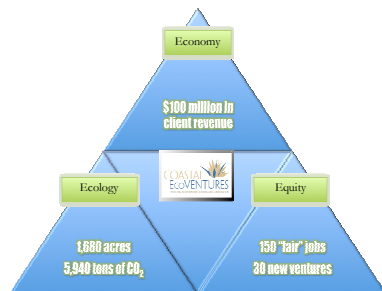 Economy
$100 million in
client revenue
COASTAL
ECOVENTURES
Ecology
Equity
1,680 acres
5,940 tons of CO₂
150 "fair" jobs
30 new ventures